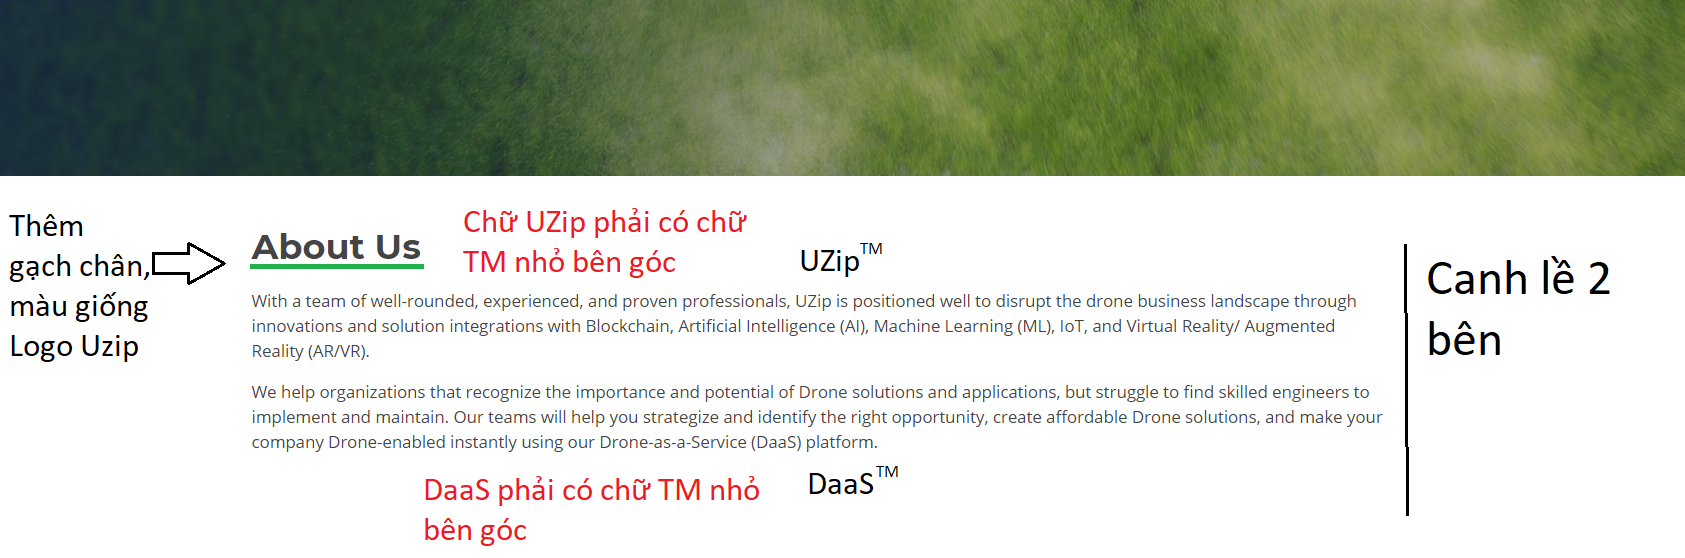 Thêm
gạch chân,
màu giống
Logo Uzip
About Us
Chữ UZip phải có chữ
TM nhỏ bên góc
UZip™
With a team of well-rounded, experienced, and proven professionals, UZip is positioned well to disrupt the drone business landscape through
innovations and solution integrations with Blockchain, Artificial Intelligence (AI), Machine Learning (ML), IoT, and Virtual Reality/ Augmented
Reality (AR/VR).
We help organizations that recognize the importance and potential of Drone solutions and applications, but struggle to find skilled engineers to
implement and maintain. Our teams will help you strategize and identify the right opportunity, create affordable Drone solutions, and make your
company Drone-enabled instantly using our Drone-as-a-Service (DaaS) platform.
DaaS phải có chữ TM nhỏ
bên góc
DaaS™
Canh lề 2
bên